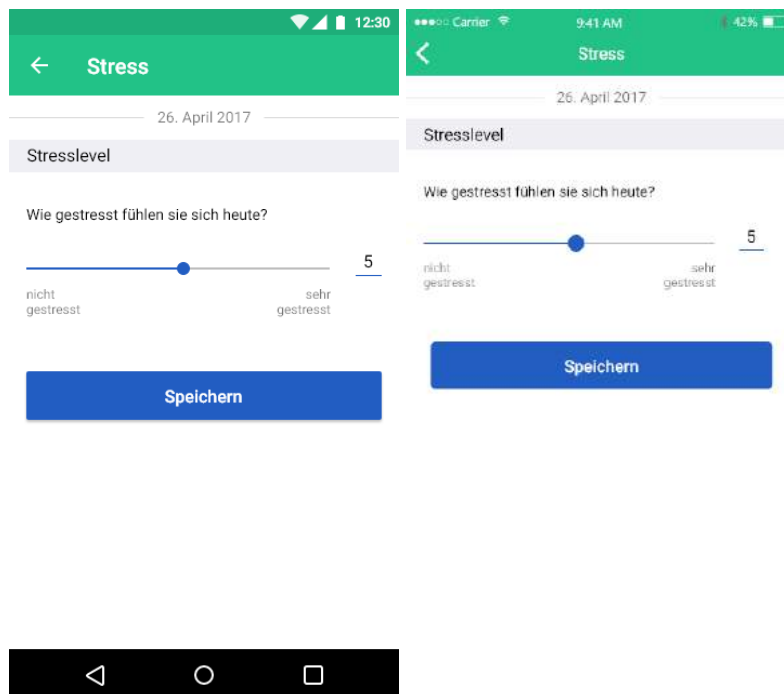 12:30
Stress
26. April 2017
Stresslevel
Wie gestresst fühlen sie sich heute?
5
nicht gestresst
sehr gestresst
Speichern
Carrier
9:41 AM
42%
Stress
26. April 2017
Stresslevel
Wie gestresst fühlen sie sich heute?
5
nicht gestresst
sehr gestresst
Speichern